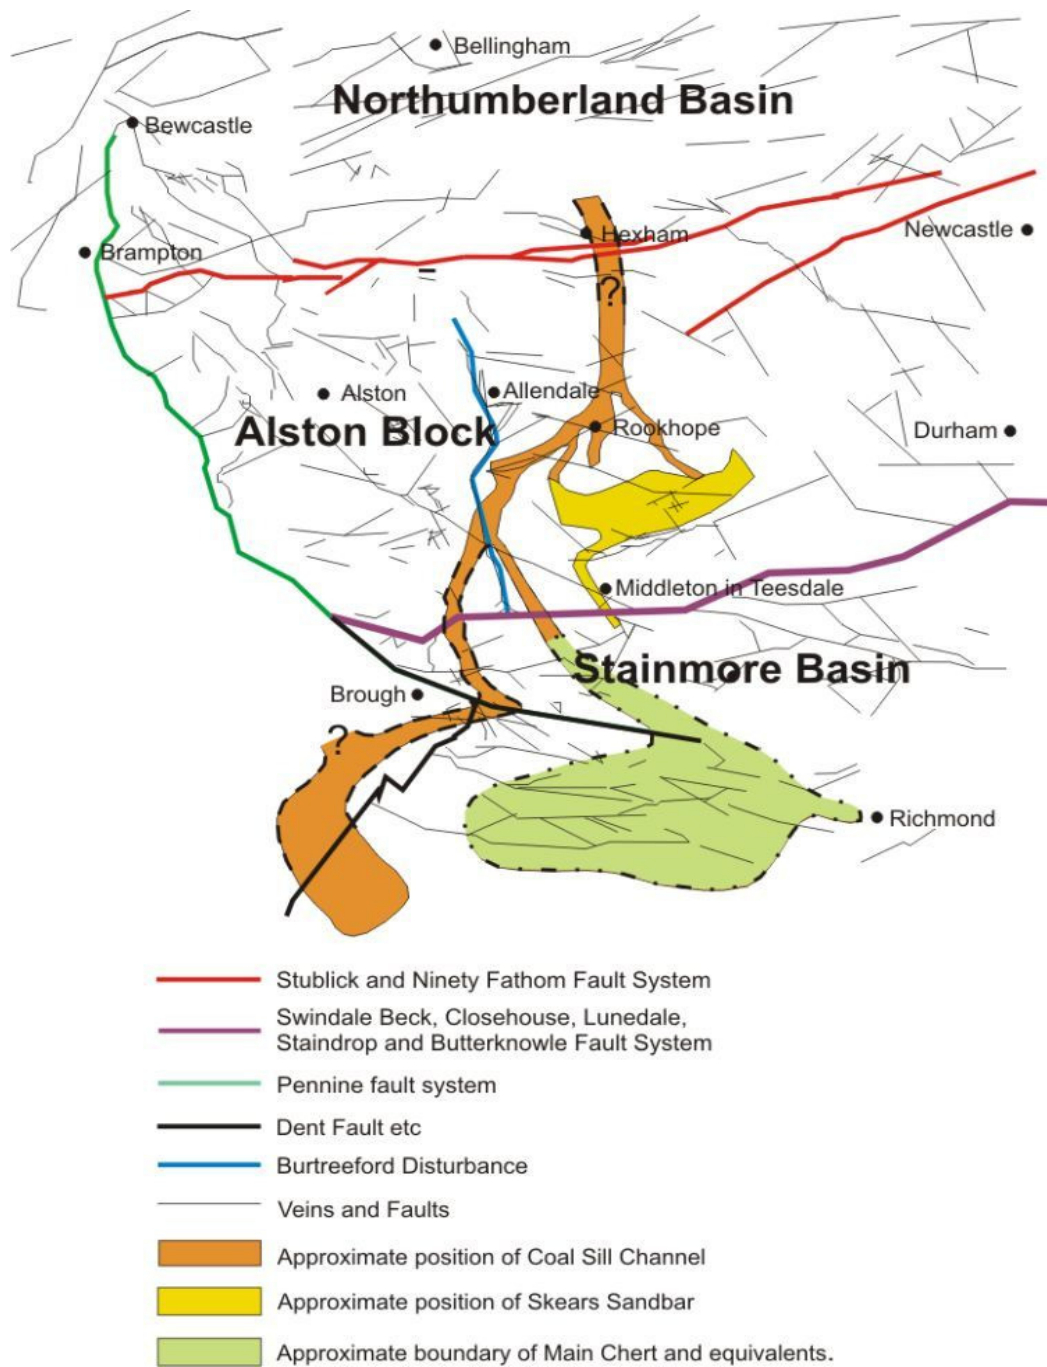 Bellingham
Northumberland Basin
Bewcastle
Hexham
Newcastle
Brampton
?
Alston
Allendale
Alston Block
Rookhope
Durham
Middleton in Teesdale
Stainmore Basin
Brough
?
Richmond
Stublick and Ninety Fathom Fault System
Swindale Beck, Closehouse, Lunedale,
Staindrop and Butterknowle Fault System
Pennine fault system
Dent Fault etc
Burtreeford Disturbance
Veins and Faults
Approximate position of Coal Sill Channel
Approximate position of Skears Sandbar
Approximate boundary of Main Chert and equivalents.